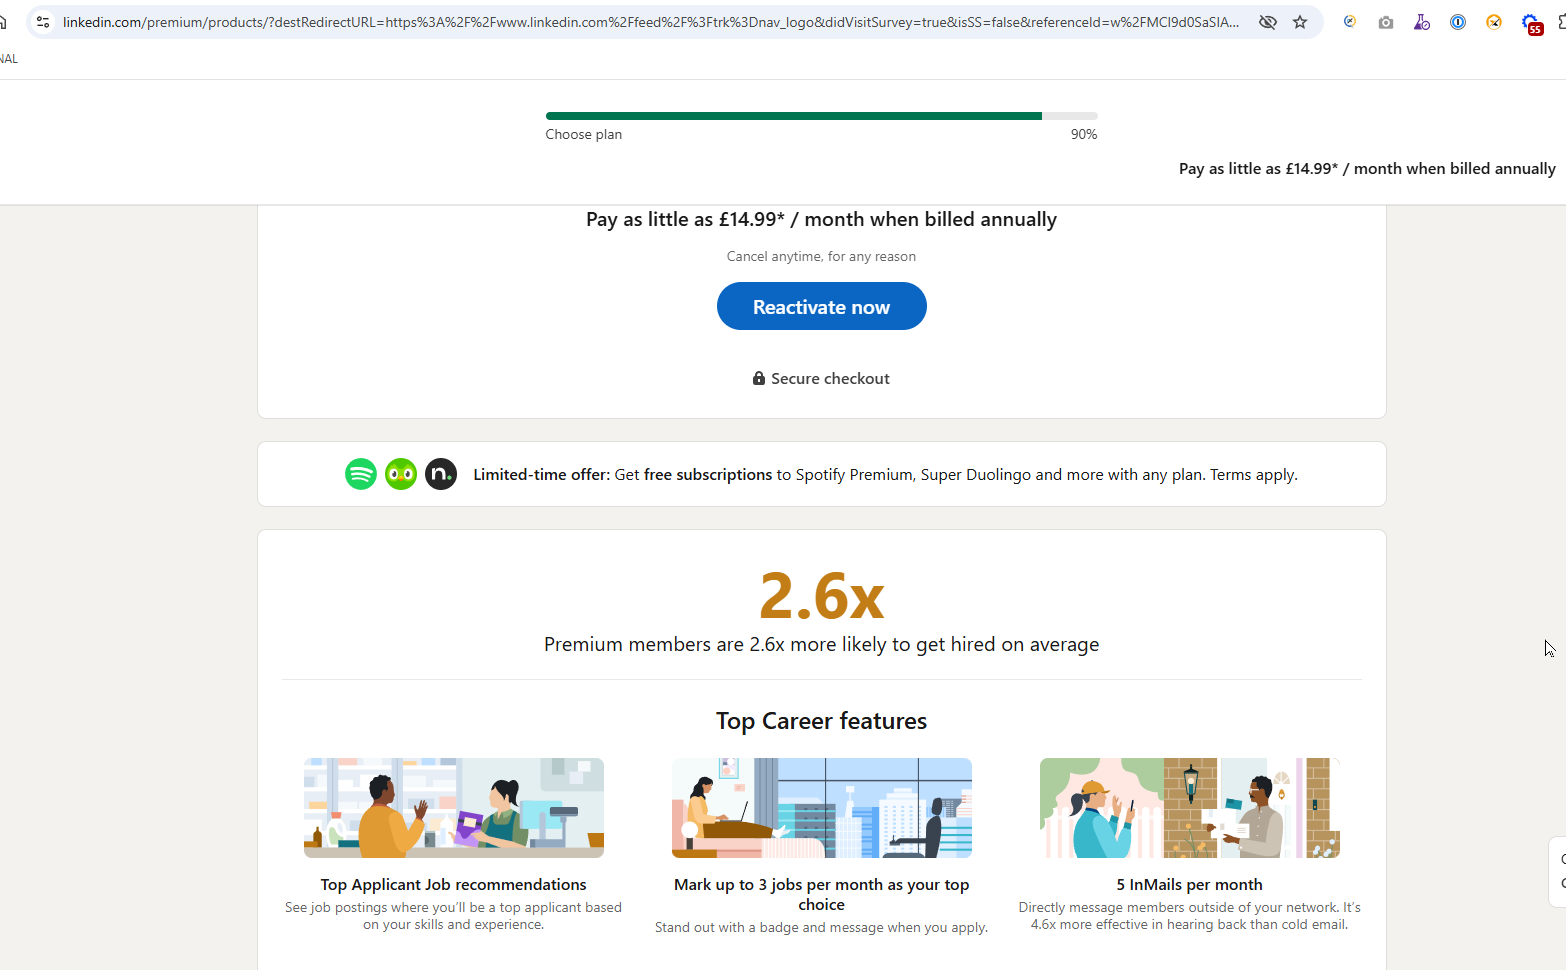 linkedin.com/premium/products/?destRedirectURL=https%3A%2F%2Fwww.linkedin.com%2Ffeed%2F%3Ftrk%3Dnav_logo&didVisitSurvey=true&isSS=false&referenceId=w%2FMCI9d0SaSIA...
55
NAL
Choose plan 90%
Pay as little as £14.99* / month when billed annually
Pay as little as £14.99* / month when billed annually
Cancel anytime, for any reason
Reactivate now
Secure checkout
n.
Limited-time offer: Get free subscriptions to Spotify Premium, Super Duolingo and more with any plan. Terms apply.
2.6x
Premium members are 2.6x more likely to get hired on average
Top Career features
Top Applicant Job recommendations
See job postings where you’ll be a top applicant based
on your skills and experience.
Mark up to 3 jobs per month as your top
choice
Stand out with a badge and message when you apply.
5 InMails per month
Directly message members outside of your network. It’s
4.6x more effective in hearing back than cold email.